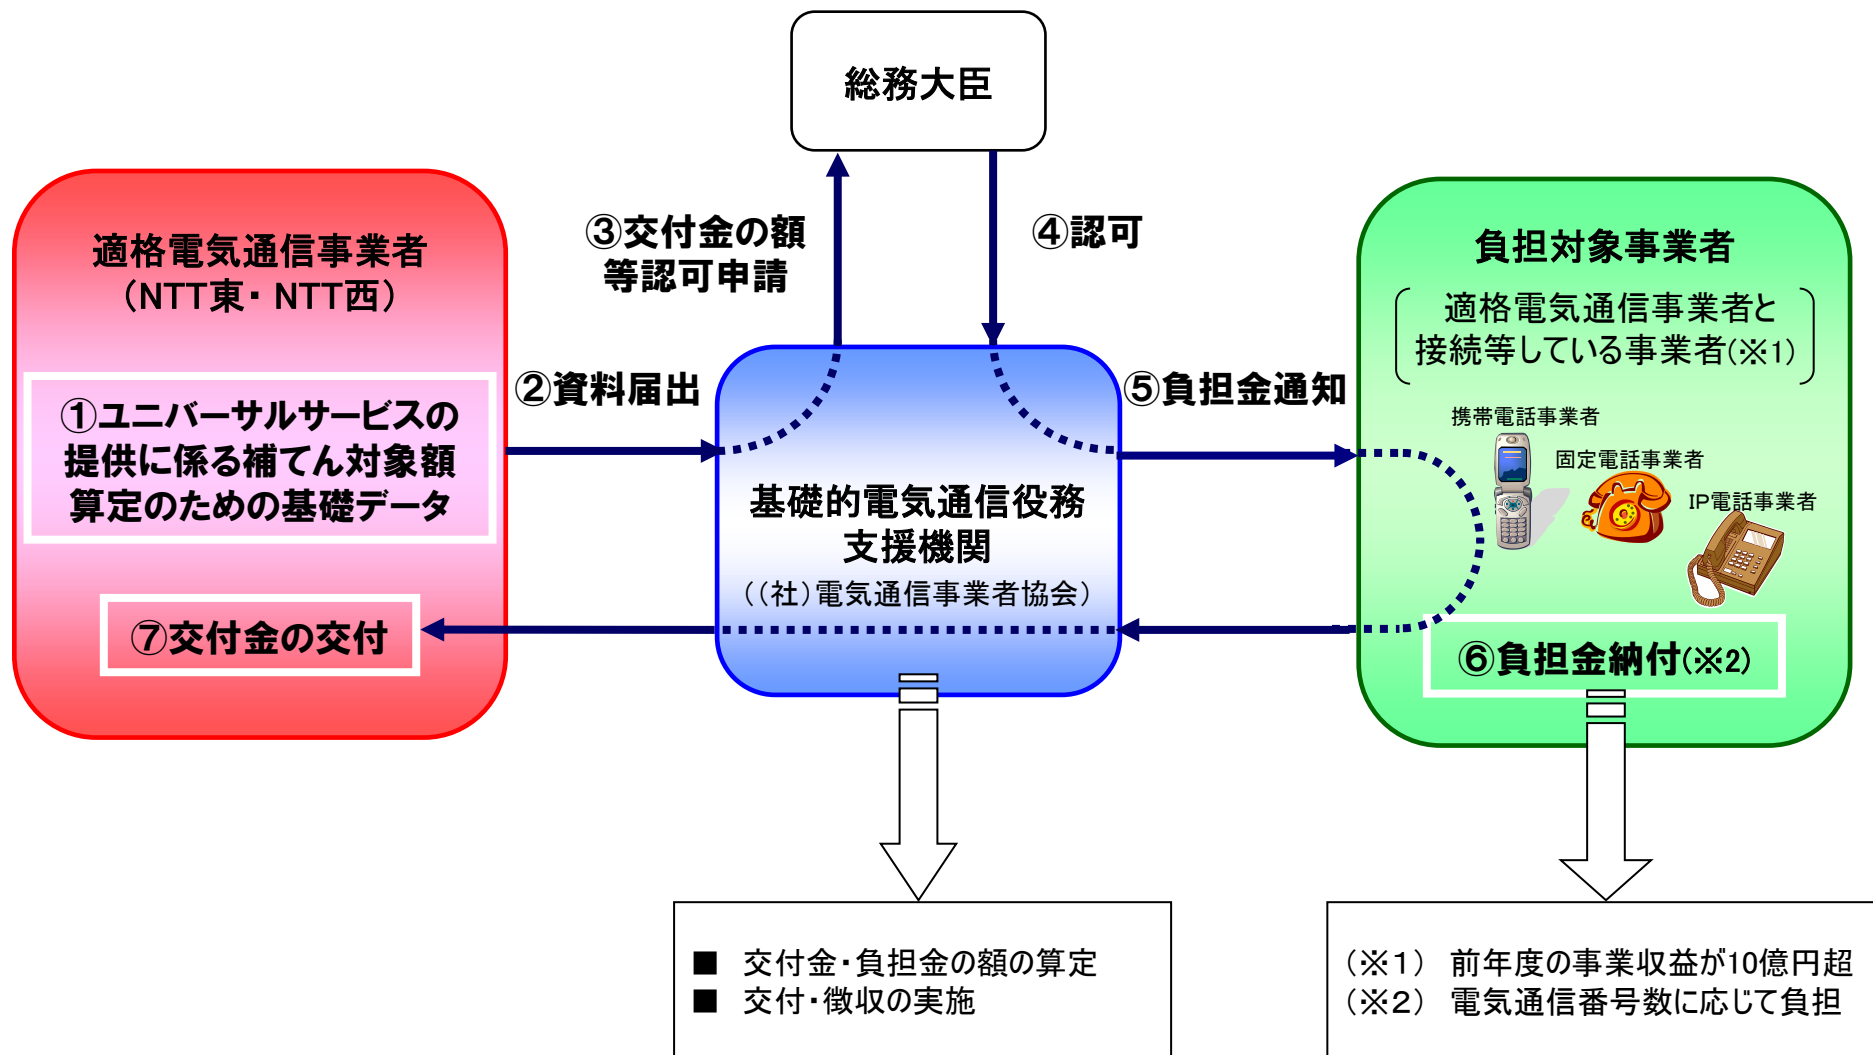 総務大臣
③交付金の額
等認可申請
④認可
適格電気通信事業者
（NTT東・NTT西）
①ユニバーサルサービスの
提供に係る補てん対象額
算定のための基礎データ
⑦交付金の交付
②資料届出
基礎的電気通信役務
支援機関
（(社)電気通信事業者協会）
⑤負担金通知
負担対象事業者
適格電気通信事業者と
接続等している事業者(※1)
携帯電話事業者
固定電話事業者
IP電話事業者
⑥負担金納付(※2)
■ 交付金・負担金の額の算定
■ 交付・徴収の実施
（※１） 前年度の事業収益が10億円超
（※２） 電気通信番号数に応じて負担